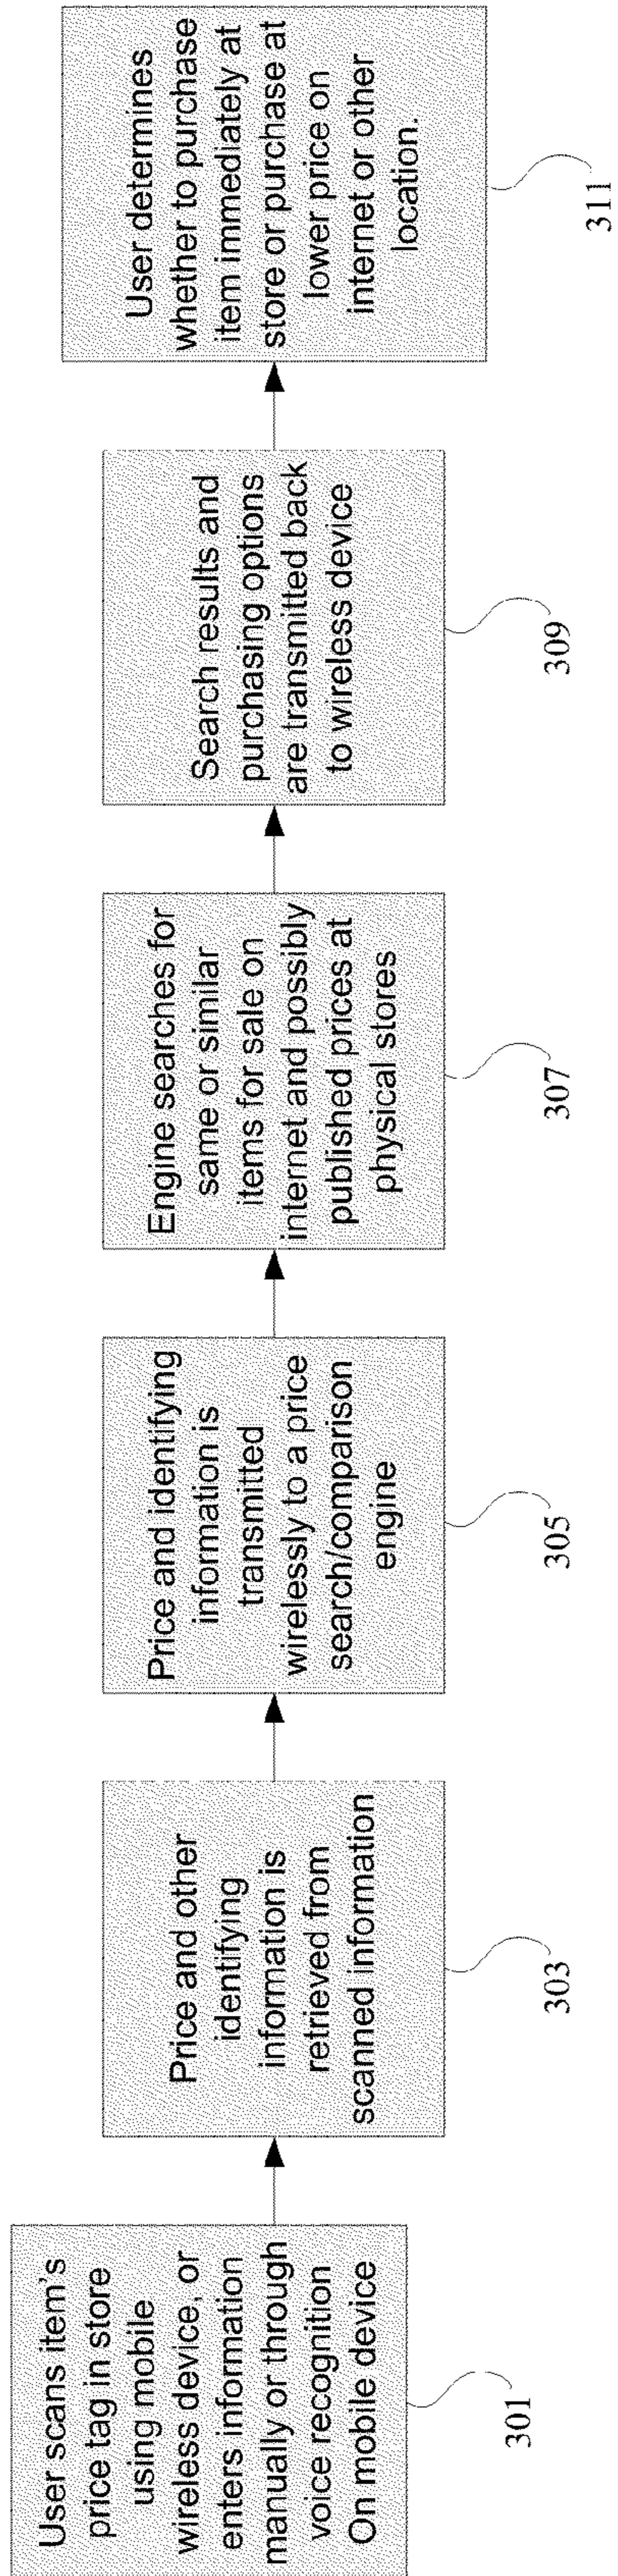 User scans item's
price tag in store
using mobile
wireless device, or
enters information
manually or through
voice recognition
On mobile device
301
Price and other
identifying
information is
retrieved from
scanned information
303
Price and identifying
information is
transmitted
wirelessly to a price
search/comparison
engine
305
Engine searches for
same or similar
items for sale on
internet and possibly
published prices at
physical stores
307
Search results and
purchasing options
are transmitted back
to wireless device
309
User determines
whether to purchase
item immediately at
store or purchase at
lower price on
internet or other
location.
311